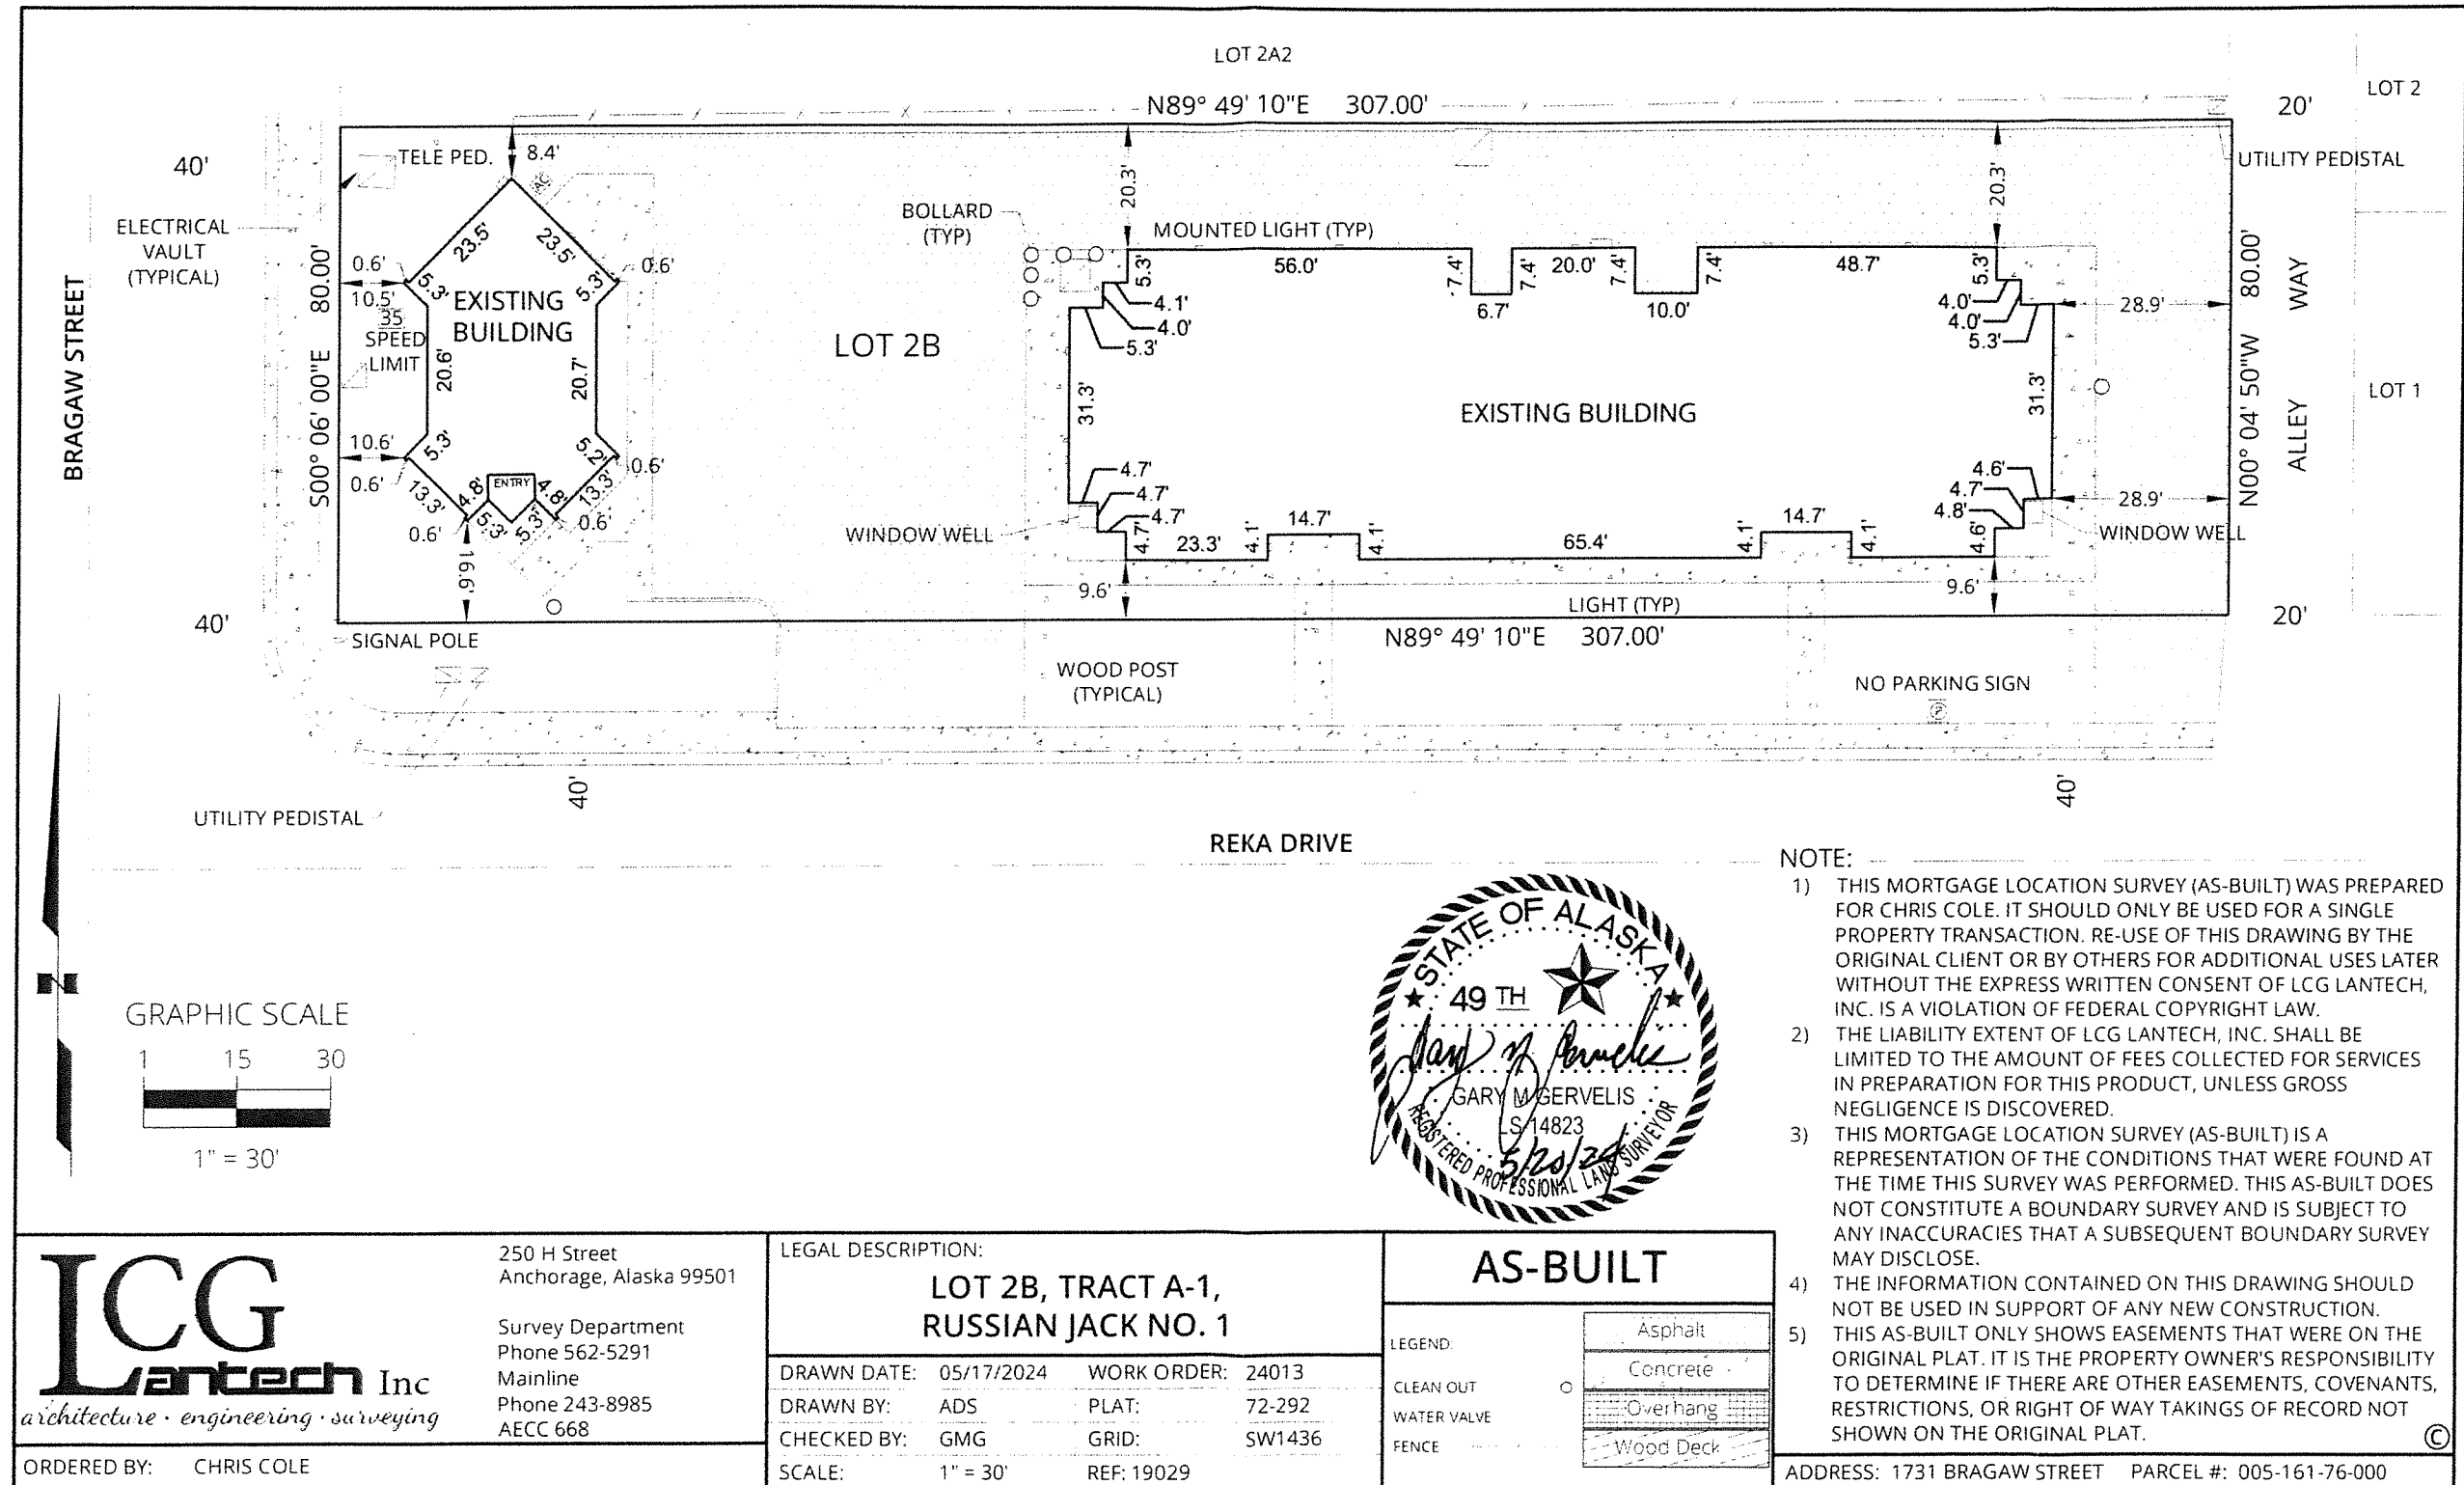 LOT 2A2
LOT 2
N89° 49' 10"E 307.00'
20'
40'
TELE PED.
8.4'
AC
20.3'
20.3'
UTILITY PEDISTAL
ELECTRICAL
VAULT
(TYPICAL)
BOLLARD
(TYP)
MOUNTED LIGHT (TYP)
23.5'
23.5'
0.6'
0.6'
10.5'
5.3'
5.3'
EXISTING
BUILDING
35
SPEED
LIMIT
20.6'
20.7'
BRAGAW STREET
S00° 06' 00"E 80.00'
LOT 2B
5.3'
56.0'
7.4'
6.7'
7.4'
20.0'
7.4'
10.0'
7.4'
48.7'
5.3'
4.1'
4.0'
5.3'
4.0'
4.0'
5.3'
28.9'
N00° 04' 50"W 80.00'
ALLEY WAY
LOT 1
31.3'
EXISTING BUILDING
31.3'
10.6'
5.3'
5.2'
0.6'
0.6'
13.3'
4.8'
ENTRY
4.8'
13.3'
0.6'
5.3'
5.3'
0.6'
16.6'
4.7'
4.7'
4.7'
4.7'
WINDOW WELL
23.3'
4.1'
14.7'
4.1'
65.4'
4.1'
14.7'
4.1'
4.6'
4.7'
4.8'
4.6'
28.9'
WINDOW WELL
9.6'
9.6'
LIGHT (TYP)
40'
20'
SIGNAL POLE
N89° 49' 10"E 307.00'
WOOD POST
(TYPICAL)
NO PARKING SIGN
P
40'
40'
UTILITY PEDISTAL
REKA DRIVE
N
GRAPHIC SCALE
1 15 30
1" = 30'
STATE OF ALASKA
49 TH
GARY M GERVELIS
LS 14823
5/20/24
REGISTERED PROFESSIONAL LAND SURVEYOR
NOTE:
1) THIS MORTGAGE LOCATION SURVEY (AS-BUILT) WAS PREPARED
FOR CHRIS COLE. IT SHOULD ONLY BE USED FOR A SINGLE
PROPERTY TRANSACTION. RE-USE OF THIS DRAWING BY THE
ORIGINAL CLIENT OR BY OTHERS FOR ADDITIONAL USES LATER
WITHOUT THE EXPRESS WRITTEN CONSENT OF LCG LANTECH,
INC. IS A VIOLATION OF FEDERAL COPYRIGHT LAW.
2) THE LIABILITY EXTENT OF LCG LANTECH, INC. SHALL BE
LIMITED TO THE AMOUNT OF FEES COLLECTED FOR SERVICES
IN PREPARATION FOR THIS PRODUCT, UNLESS GROSS
NEGLIGENCE IS DISCOVERED.
3) THIS MORTGAGE LOCATION SURVEY (AS-BUILT) IS A
REPRESENTATION OF THE CONDITIONS THAT WERE FOUND AT
THE TIME THIS SURVEY WAS PERFORMED. THIS AS-BUILT DOES
NOT CONSTITUTE A BOUNDARY SURVEY AND IS SUBJECT TO
ANY INACCURACIES THAT A SUBSEQUENT BOUNDARY SURVEY
MAY DISCLOSE.
4) THE INFORMATION CONTAINED ON THIS DRAWING SHOULD
NOT BE USED IN SUPPORT OF ANY NEW CONSTRUCTION.
5) THIS AS-BUILT ONLY SHOWS EASEMENTS THAT WERE ON THE
ORIGINAL PLAT. IT IS THE PROPERTY OWNER'S RESPONSIBILITY
TO DETERMINE IF THERE ARE OTHER EASEMENTS, COVENANTS,
RESTRICTIONS, OR RIGHT OF WAY TAKINGS OF RECORD NOT
SHOWN ON THE ORIGINAL PLAT.
©
LCG
Lantech Inc
architecture · engineering · surveying
250 H Street
Anchorage, Alaska 99501
Survey Department
Phone 562-5291
Mainline
Phone 243-8985
AECC 668
ORDERED BY: CHRIS COLE
LEGAL DESCRIPTION:
LOT 2B, TRACT A-1,
RUSSIAN JACK NO. 1
DRAWN DATE: 05/17/2024 WORK ORDER: 24013
DRAWN BY: ADS PLAT: 72-292
CHECKED BY: GMG GRID: SW1436
SCALE: 1" = 30' REF: 19029
AS-BUILT
LEGEND:
CLEAN OUT
WATER VALVE
FENCE
Asphalt
Concrete
Overhang
Wood Deck
ADDRESS: 1731 BRAGAW STREET PARCEL #: 005-161-76-000